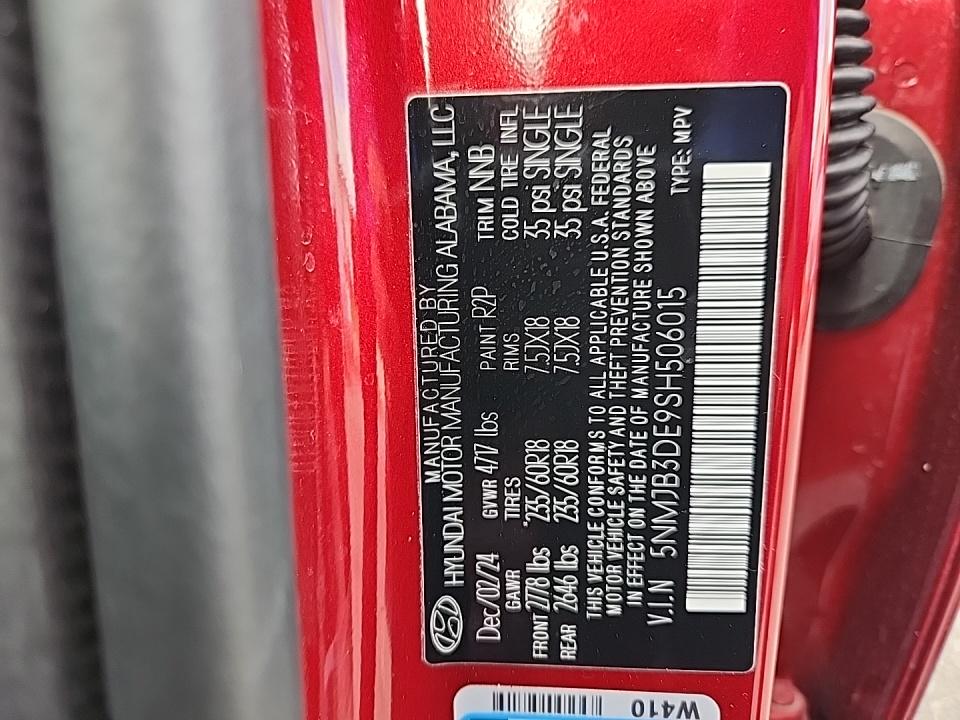 MANUFACTURED BY
HYUNDAI MOTOR MANUFACTURING ALABAMA, LLC
Dec/02/24 GVWR 4717 lbs PAINT R2P TRIM NNB
GAWR TIRES RIMS COLD TIRE INFL
FRONT 2778 lbs 235/60R18 7.5JX18 35 psi SINGLE
REAR 2646 lbs 235/60R18 7.5JX18 35 psi SINGLE
THIS VEHICLE CONFORMS TO ALL APPLICABLE U.S.A. FEDERAL
MOTOR VEHICLE SAFETY AND THEFT PREVENTION STANDARDS
IN EFFECT ON THE DATE OF MANUFACTURE SHOWN ABOVE
V.I.N 5NMJB3DE9SH506015 TYPE: MPV
W410